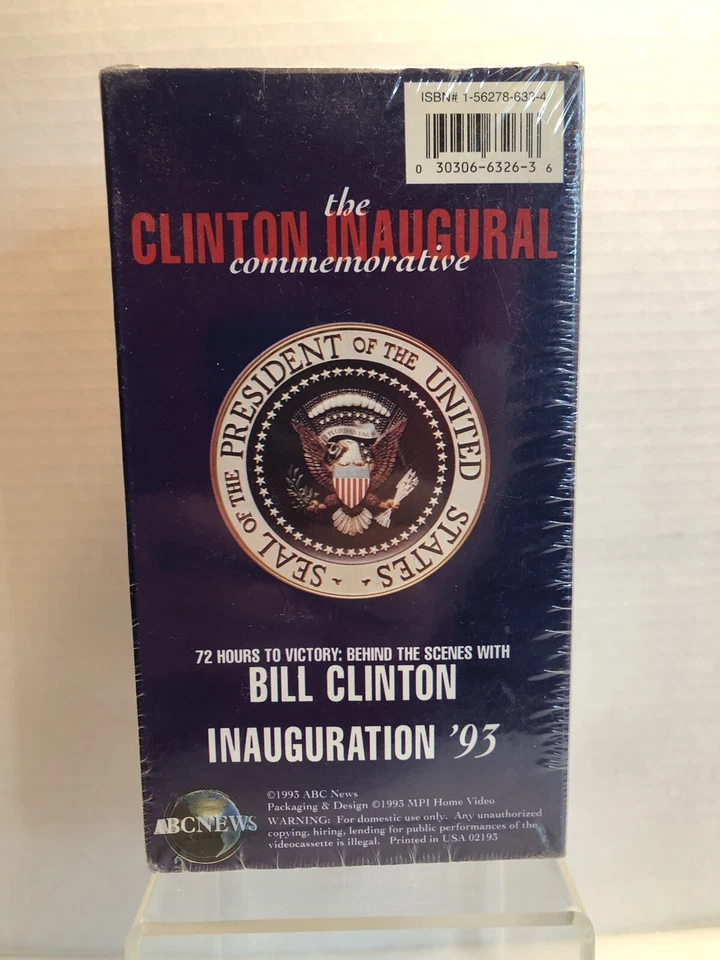 ISBN# 1-56278-633-4
0 30306-6326-3 6
the
CLINTON INAUGURAL
commemorative
SEAL OF THE PRESIDENT OF THE UNITED STATES
72 HOURS TO VICTORY: BEHIND THE SCENES WITH
BILL CLINTON
INAUGURATION '93
ABCNEWS
©1993 ABC News
Packaging & Design ©1993 MPI Home Video
WARNING: For domestic use only. Any unauthorized
copying, hiring, lending for public performances of the
videocassette is illegal. Printed in USA 02193